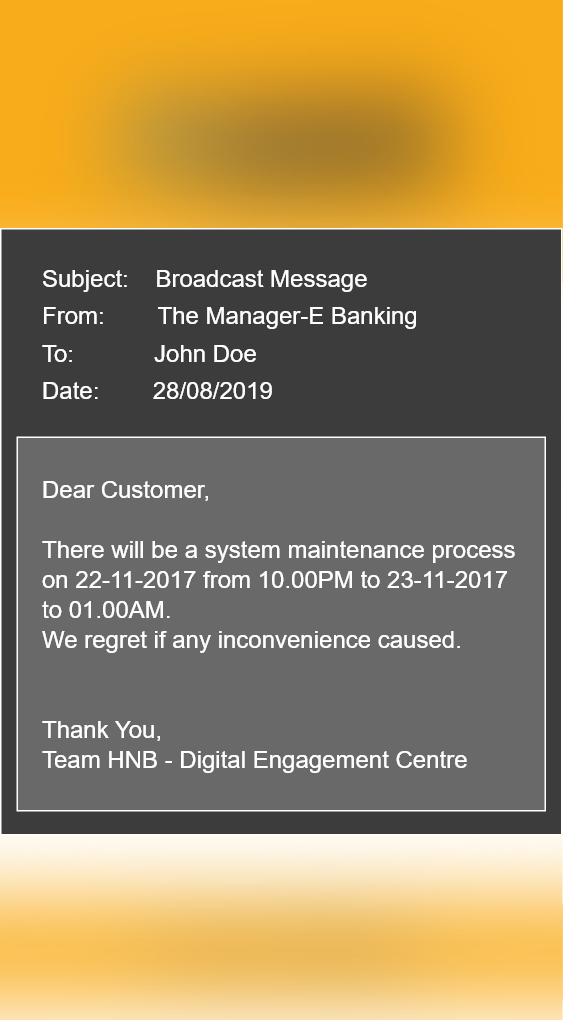 Subject: Broadcast Message
From: The Manager-E Banking
To: John Doe
Date: 28/08/2019
Dear Customer,
There will be a system maintenance process
on 22-11-2017 from 10.00PM to 23-11-2017
to 01.00AM.
We regret if any inconvenience caused.
Thank You,
Team HNB - Digital Engagement Centre